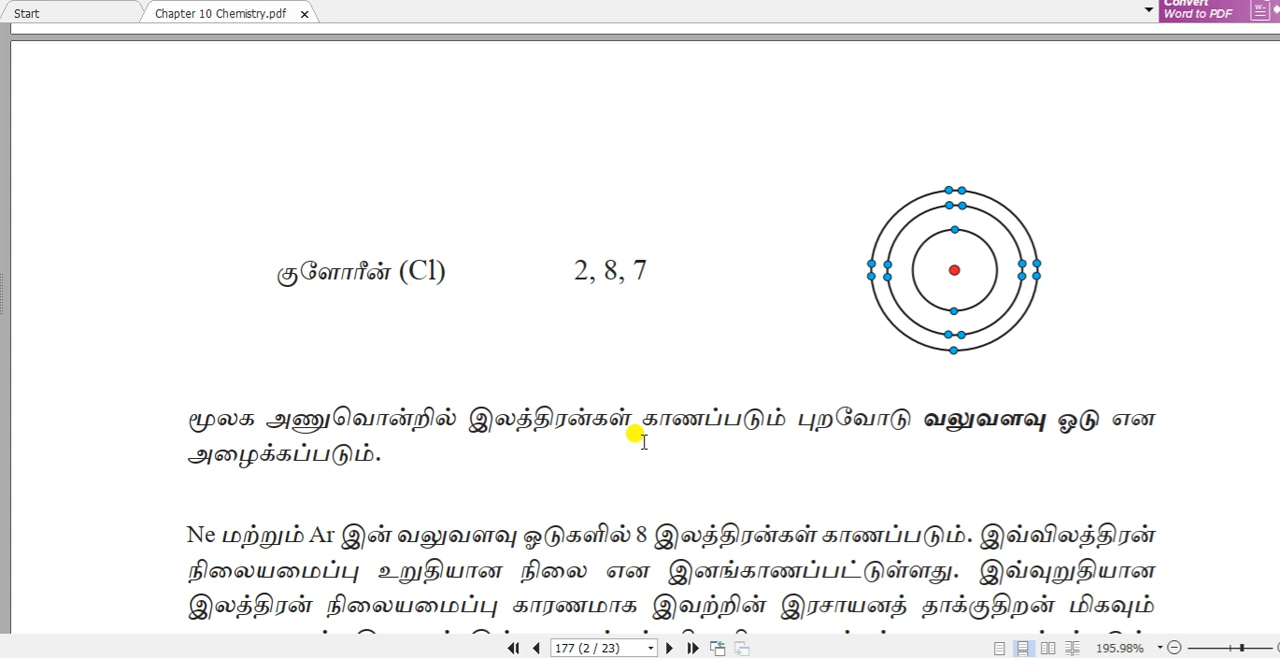 Start
Chapter 10 Chemistry.pdf
Convert
Word to PDF
குளோரீன் (Cl) 2, 8, 7
மூலக அணுவொன்றில் இலத்திரன்கள் காணப்படும் புறவோடு வலுவளவு ஓடு என
அழைக்கப்படும்.
Ne மற்றும் Ar இன் வலுவளவு ஓடுகளில் 8 இலத்திரன்கள் காணப்படும். இவ்விலத்திரன்
நிலையமைப்பு உறுதியான நிலை என இனங்காணப்பட்டுள்ளது. இவ்வுறுதியான
இலத்திரன் நிலையமைப்பு காரணமாக இவற்றின் இரசாயனத் தாக்குதிறன் மிகவும்
177 (2 / 23)
195.98%